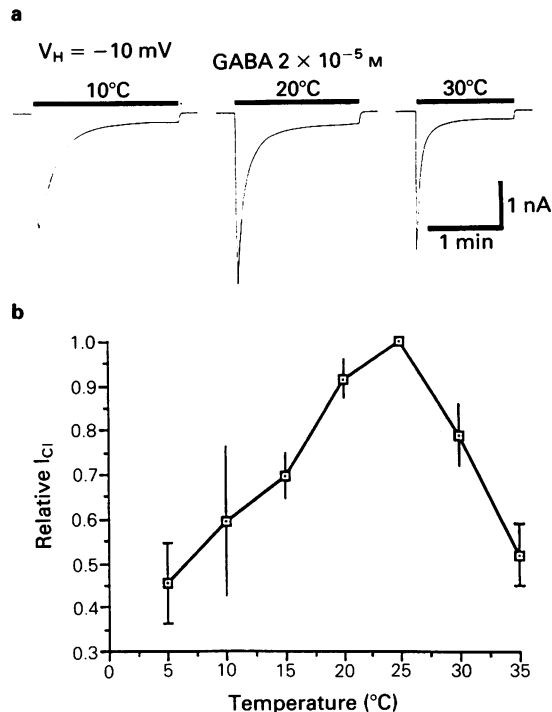 a
V_H = −10 mV
GABA 2 × 10⁻⁵ M
10°C
20°C
30°C
1 nA
1 min
b
Relative I_Cl
1.0
0.9
0.8
0.7
0.6
0.5
0.4
0.3
0 5 10 15 20 25 30 35
Temperature (°C)